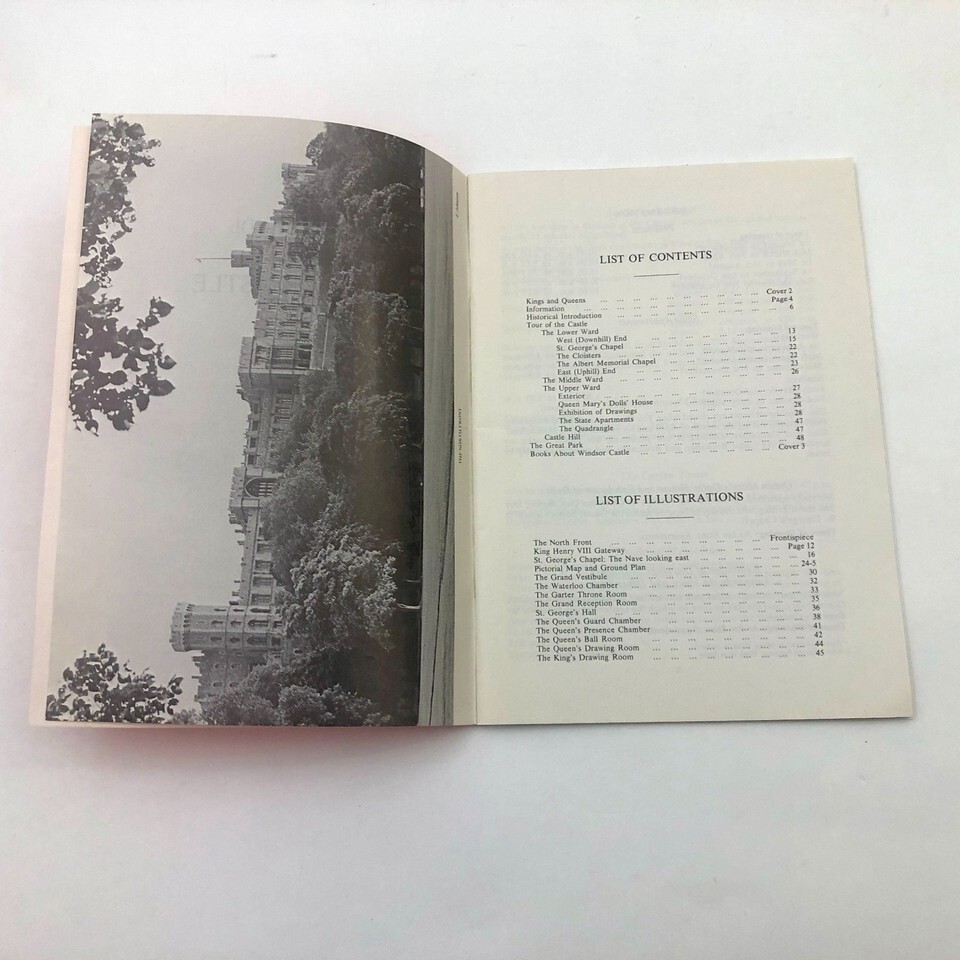 THE NORTH FRONT
LIST OF CONTENTS
Kings and Queens ... ... ... ... ... ... ... ... ... ... Cover 2
Information ... ... ... ... ... ... ... ... ... ... ... Page 4
Historical Introduction ... ... ... ... ... ... ... ... ... 6
Tour of the Castle
The Lower Ward
West (Downhill) End ... ... ... ... ... ... ... 13
St. George's Chapel ... ... ... ... ... ... ... ... 15
The Cloisters ... ... ... ... ... ... ... ... ... 22
The Albert Memorial Chapel ... ... ... ... ... ... 22
East (Uphill) End ... ... ... ... ... ... ... ... 23
The Middle Ward ... ... ... ... ... ... ... ... ... 26
The Upper Ward
Exterior ... ... ... ... ... ... ... ... ... ... 27
Queen Mary's Dolls' House ... ... ... ... ... ... 28
Exhibition of Drawings ... ... ... ... ... ... ... 28
The State Apartments ... ... ... ... ... ... ... 28
The Quadrangle ... ... ... ... ... ... ... ... 47
Castle Hill ... ... ... ... ... ... ... ... ... ... 47
The Great Park ... ... ... ... ... ... ... ... ... ... 48
Books About Windsor Castle ... ... ... ... ... ... ... Cover 3
LIST OF ILLUSTRATIONS
The North Front ... ... ... ... ... ... ... ... ... Frontispiece
King Henry VIII Gateway ... ... ... ... ... ... ... ... Page 12
St. George's Chapel: The Nave looking east ... ... ... ... ... 16
Pictorial Map and Ground Plan ... ... ... ... ... ... ... 24-5
The Grand Vestibule ... ... ... ... ... ... ... ... ... 30
The Waterloo Chamber ... ... ... ... ... ... ... ... ... 32
The Garter Throne Room ... ... ... ... ... ... ... ... 33
The Grand Reception Room ... ... ... ... ... ... ... ... 35
St. George's Hall ... ... ... ... ... ... ... ... ... ... 36
The Queen's Guard Chamber ... ... ... ... ... ... ... ... 38
The Queen's Presence Chamber ... ... ... ... ... ... ... 41
The Queen's Ball Room ... ... ... ... ... ... ... ... 42
The Queen's Drawing Room ... ... ... ... ... ... ... ... 44
The King's Drawing Room ... ... ... ... ... ... ... ... 45